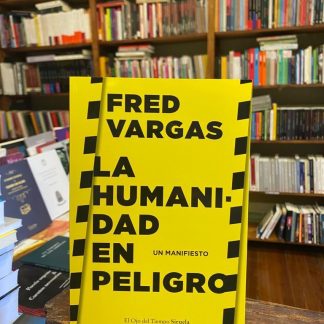 FRED
VARGAS
LA
HUMANI-
DAD
EN
UN MANIFIESTO
PELIGRO
El Ojo del Tiempo Siruela